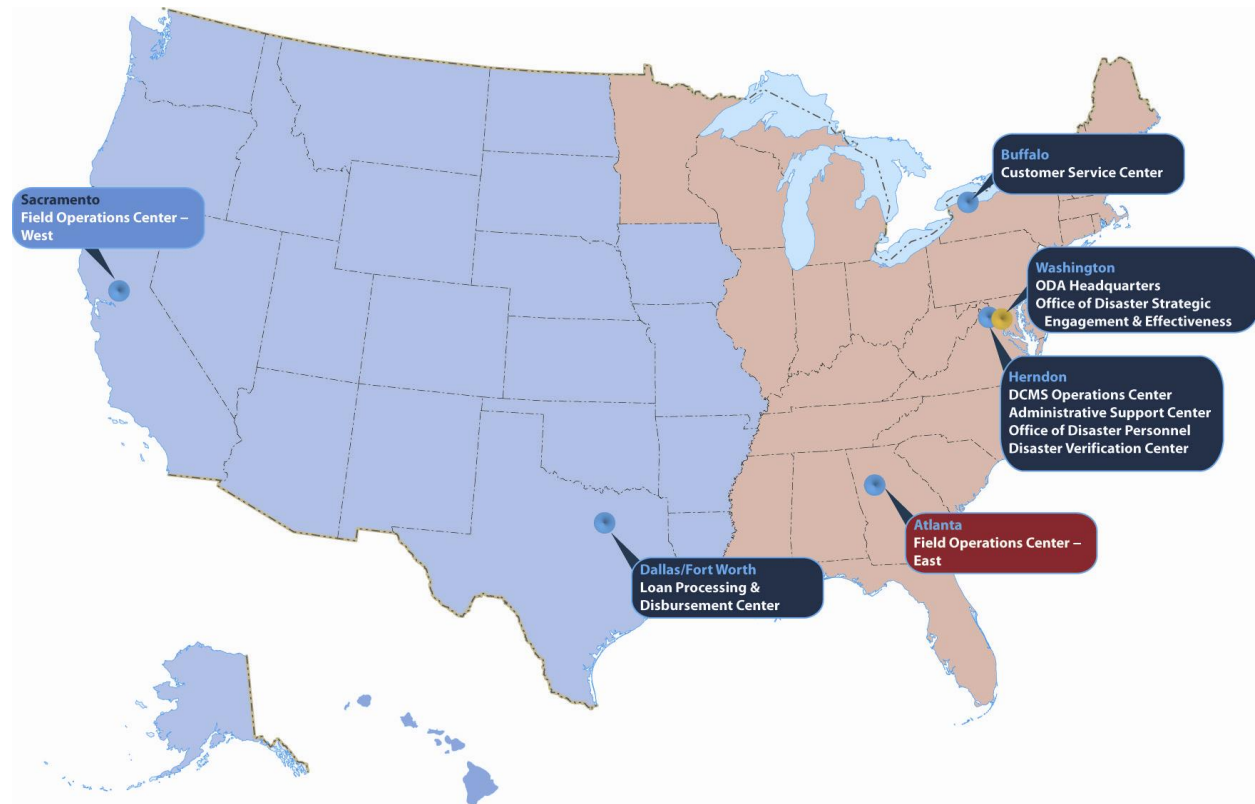 Buffalo
Customer Service Center
Sacramento
Field Operations Center –
West
Washington
ODA Headquarters
Office of Disaster Strategic
Engagement & Effectiveness
Herndon
DCMS Operations Center
Administrative Support Center
Office of Disaster Personnel
Disaster Verification Center
Atlanta
Field Operations Center –
East
Dallas/Fort Worth
Loan Processing &
Disbursement Center